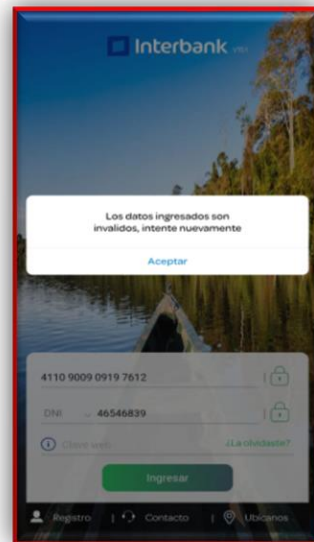 Interbank
Los datos ingresados son
invalidos, intente nuevamente
Aceptar
4110 9009 0919 7612
DNI 46546839
Clave web ¿La olvidaste?
Ingresar
Registro | Contacto | Ubícanos